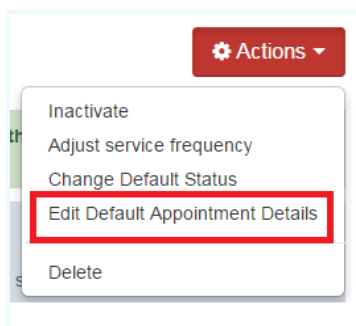 Actions
Inactivate
Adjust service frequency
Change Default Status
Edit Default Appointment Details
Delete